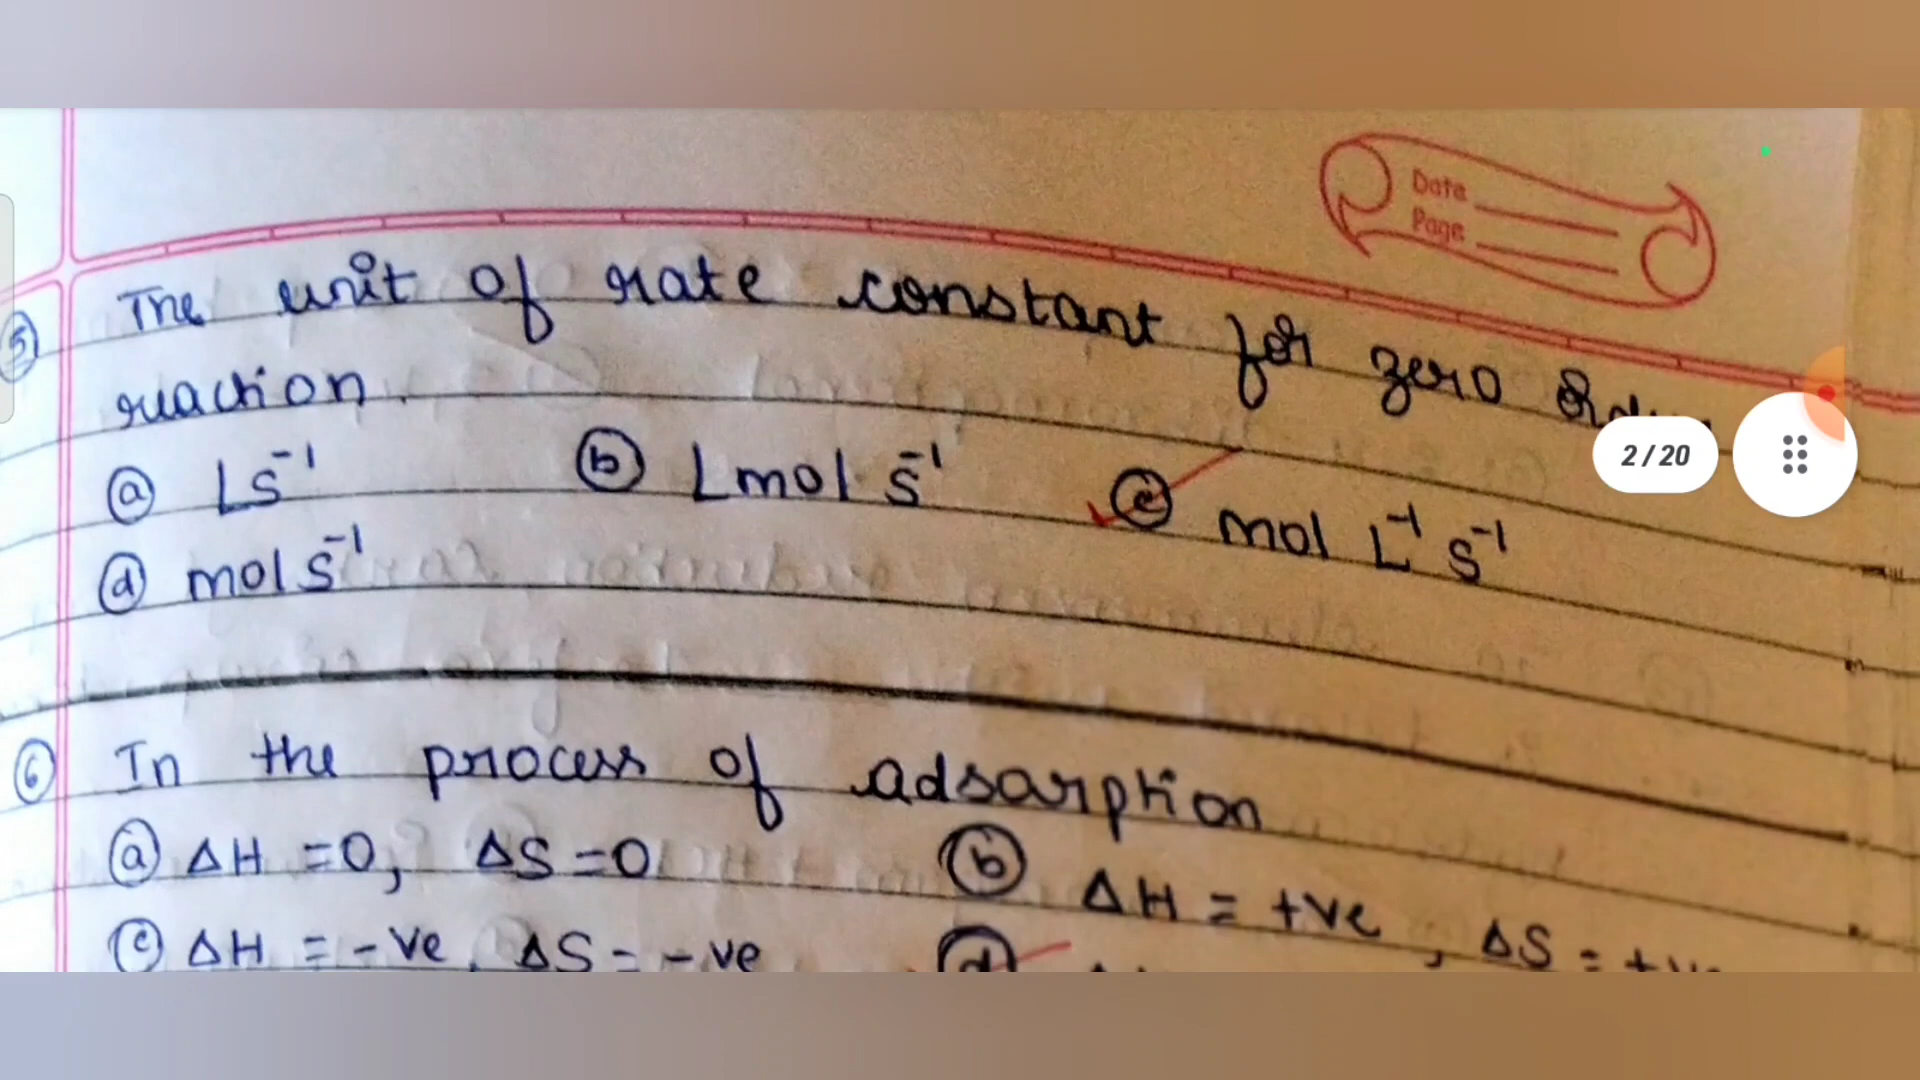 Date
Page
5 The unit of rate constant for zero
reaction.
a Ls⁻¹ b Lmol s⁻¹ c mol L⁻¹ s⁻¹
d mol s⁻¹
2 / 20
6 In the process of adsarption
a ΔH = 0, ΔS = 0 b ΔH = +ve, ΔS = +ve
c ΔH = -ve, ΔS = -ve d